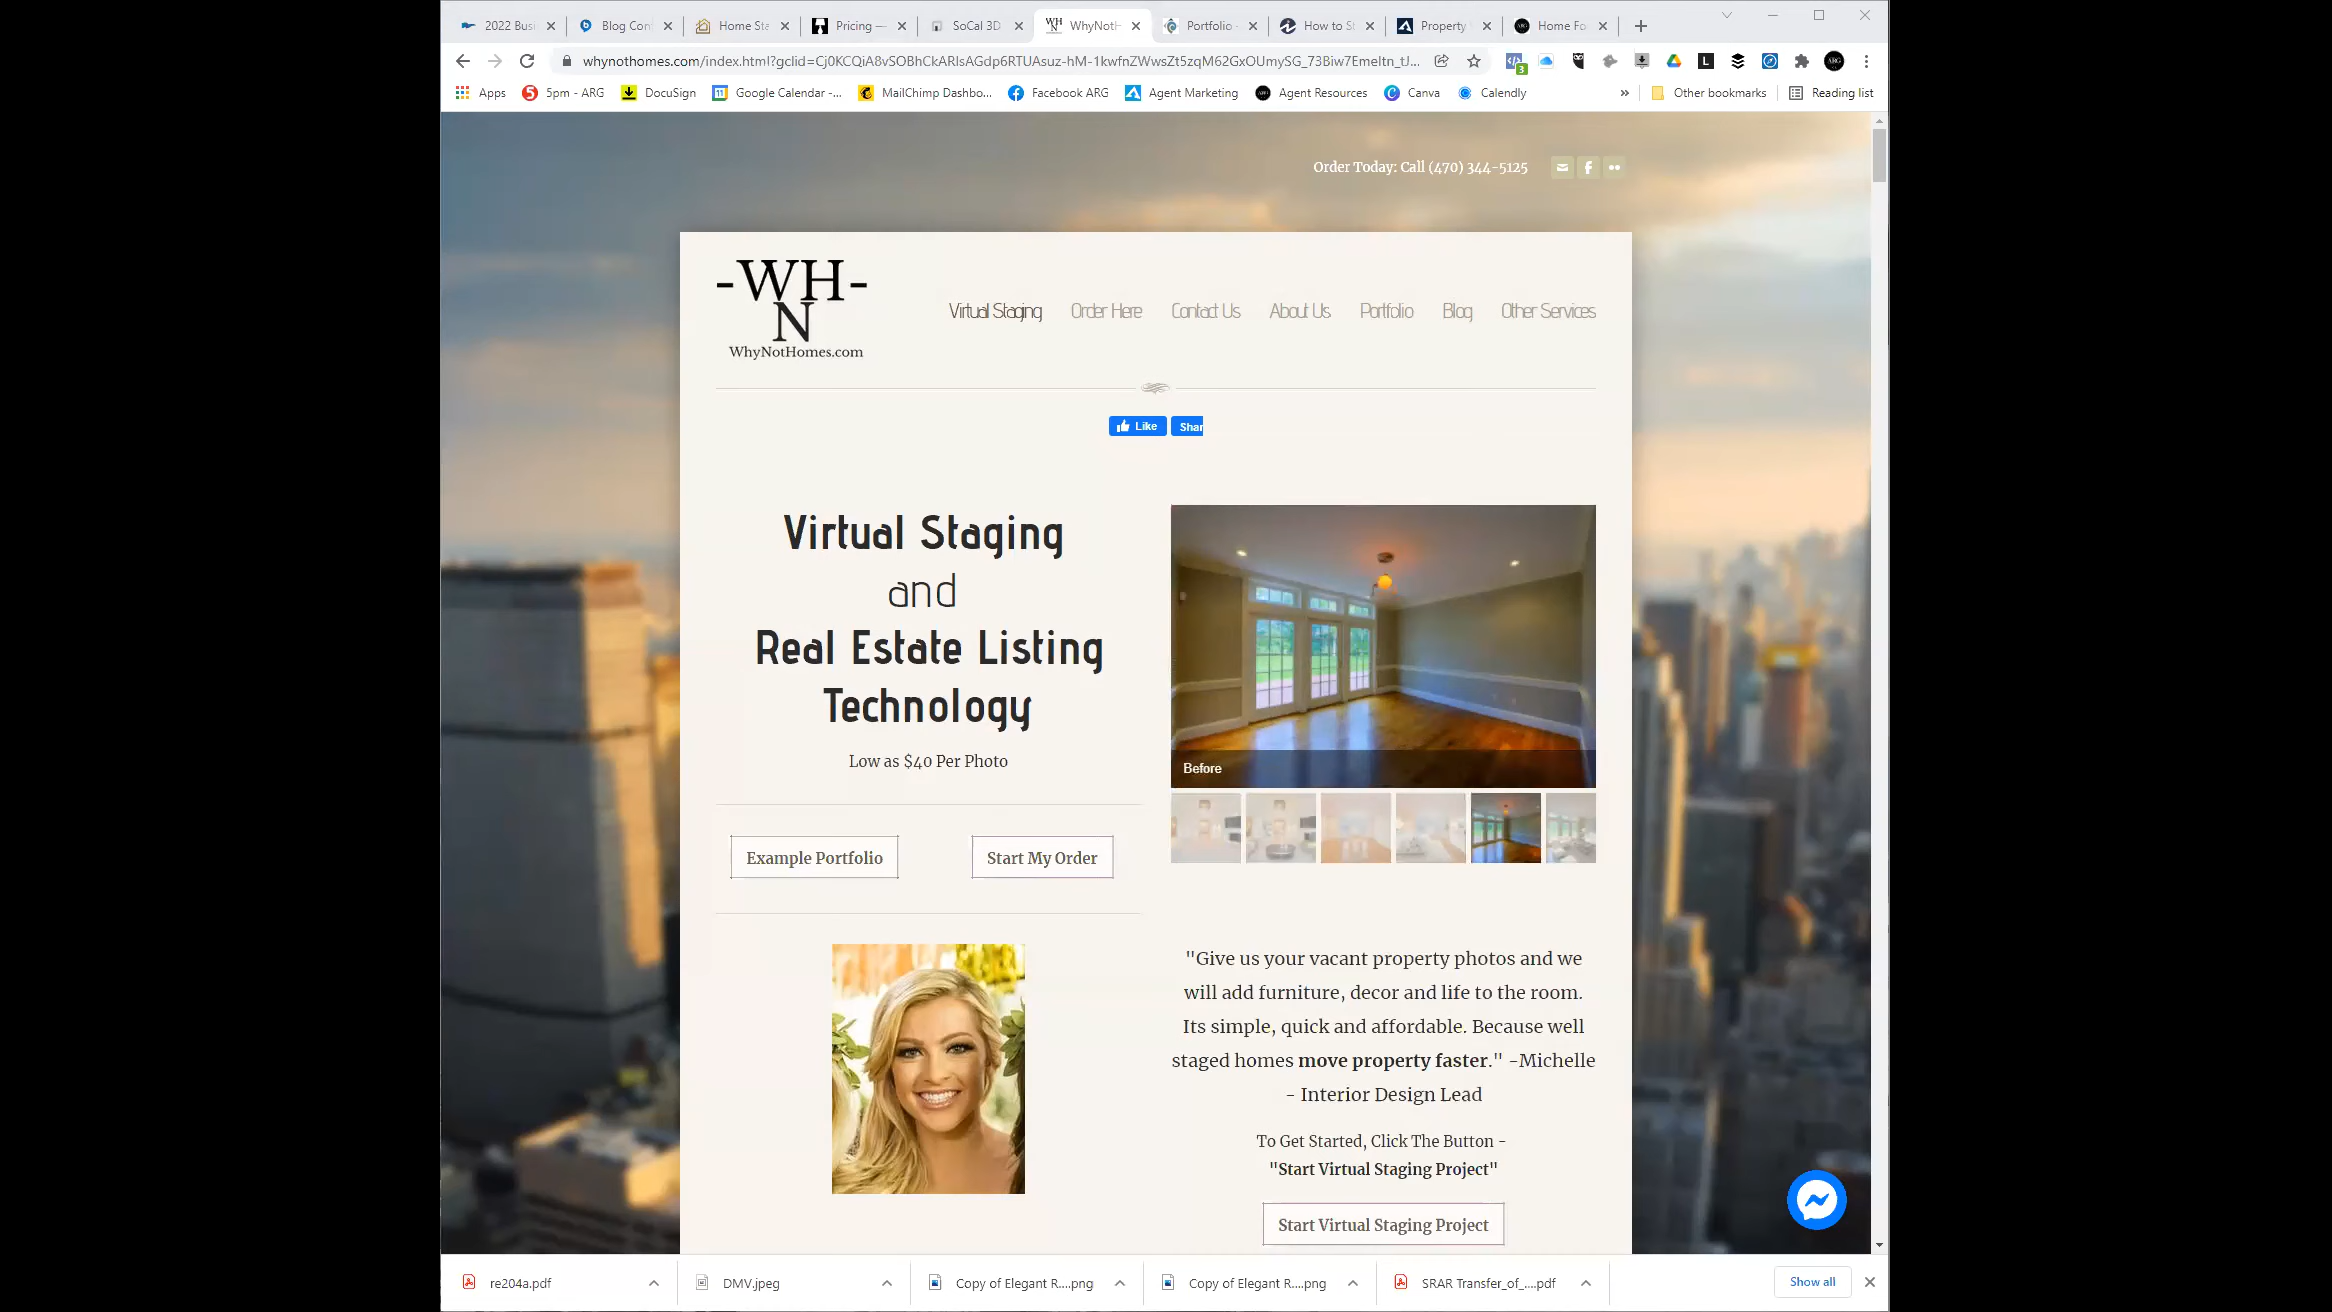 2022 Busi
Blog Con
Home Sta
Pricing —
SoCal 3D
WhyNotH
Portfolio -
How to St
Property
Home Fo
whynothomes.com/index.html?gclid=Cj0KCQiA8vSOBhCkARIsAGdp6RTUAsuz-hM-1kwfnZWwsZt5zqM62GxOUmySG_73Biw7Emeltn_tJ...
3
Apps
5pm - ARG
DocuSign
Google Calendar -...
MailChimp Dashbo...
Facebook ARG
Agent Marketing
Agent Resources
Canva
Calendly
»
Other bookmarks
Reading list
Order Today: Call (470) 344-5125
-WH-
N
WhyNotHomes.com
Virtual Staging
Order Here
Contact Us
About Us
Portfolio
Blog
Other Services
Like
Shar
Virtual Staging
and
Real Estate Listing
Technology
Low as $40 Per Photo
Before
Example Portfolio
Start My Order
"Give us your vacant property photos and we
will add furniture, decor and life to the room.
Its simple, quick and affordable. Because well
staged homes move property faster." -Michelle
- Interior Design Lead
To Get Started, Click The Button -
"Start Virtual Staging Project"
Start Virtual Staging Project
re204a.pdf
DMV.jpeg
Copy of Elegant R....png
Copy of Elegant R....png
SRAR Transfer_of_....pdf
Show all